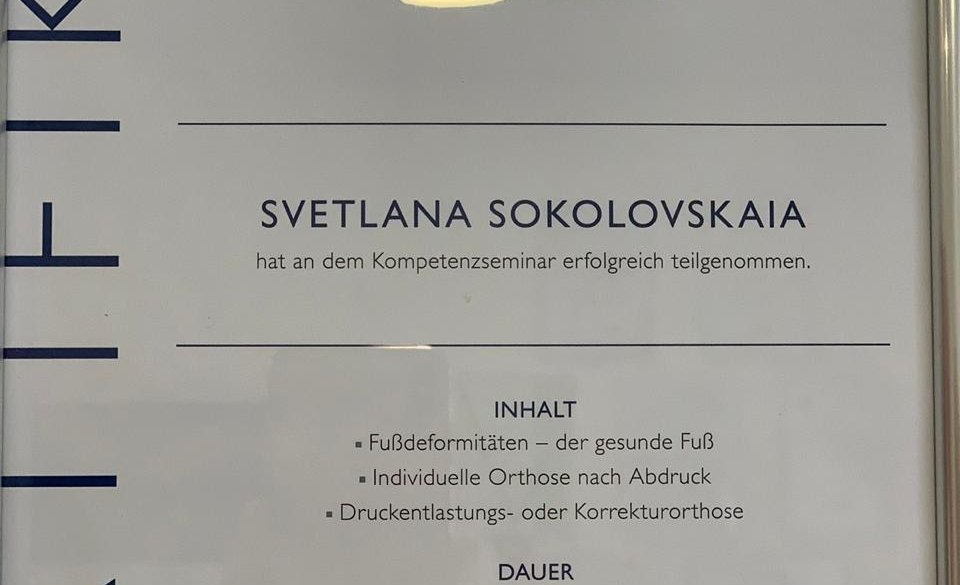 SVETLANA SOKOLOVSKAIA
hat an dem Kompetenzseminar erfolgreich teilgenommen.
INHALT
▪ Fußdeformitäten – der gesunde Fuß
▪ Individuelle Orthose nach Abdruck
▪ Druckentlastungs- oder Korrekturorthose
DAUER